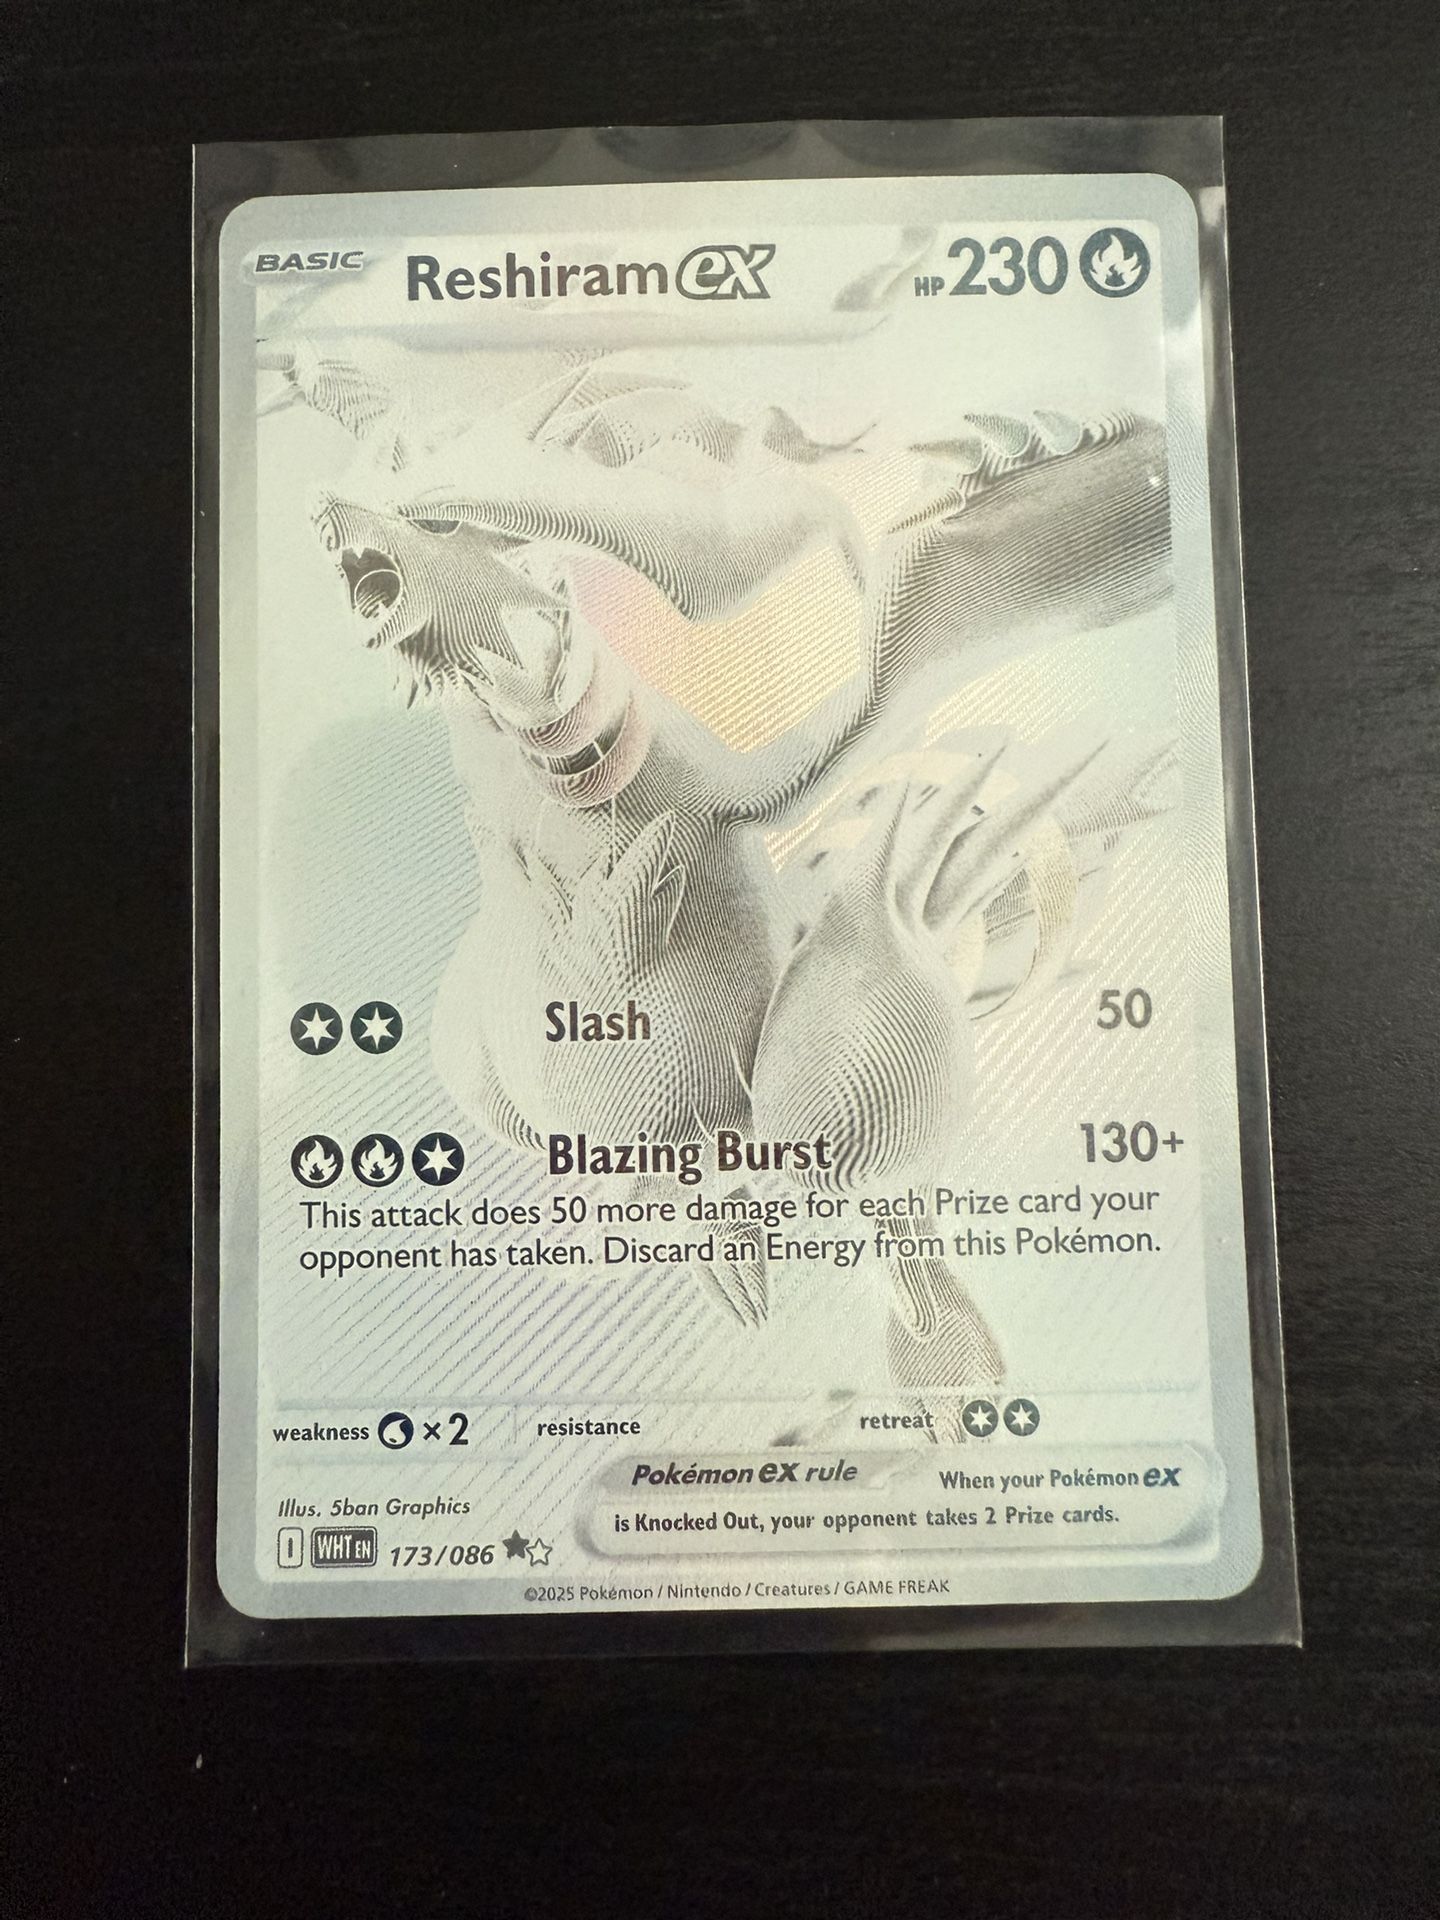 BASIC Reshiram ex HP 230
Slash 50
Blazing Burst 130+
This attack does 50 more damage for each Prize card your
opponent has taken. Discard an Energy from this Pokémon.
weakness ×2 resistance retreat
Pokémon ex rule When your Pokémon ex
is Knocked Out, your opponent takes 2 Prize cards.
Illus. 5ban Graphics
I WHT EN 173/086
©2025 Pokémon / Nintendo / Creatures / GAME FREAK